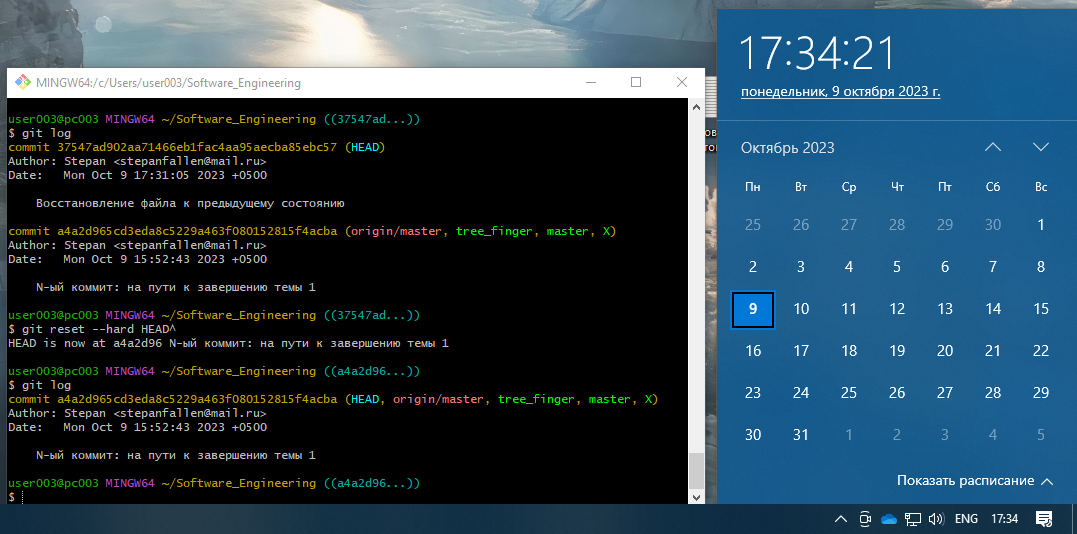 MINGW64:/c/Users/user003/Software_Engineering
user003@pc003 MINGW64 ~/Software_Engineering ((37547ad...))
$ git log
commit 37547ad902aa71466eb1fac4aa95aecba85ebc57 (HEAD)
Author: Stepan <stepanfallen@mail.ru>
Date:   Mon Oct 9 17:31:05 2023 +0500
Восстановление файла к предыдущему состоянию
commit a4a2d965cd3eda8c5229a463f080152815f4acba (origin/master, tree_finger, master, X)
Author: Stepan <stepanfallen@mail.ru>
Date:   Mon Oct 9 15:52:43 2023 +0500
N-ый коммит: на пути к завершению темы 1
user003@pc003 MINGW64 ~/Software_Engineering ((37547ad...))
$ git reset --hard HEAD^
HEAD is now at a4a2d96 N-ый коммит: на пути к завершению темы 1
user003@pc003 MINGW64 ~/Software_Engineering ((a4a2d96...))
$ git log
commit a4a2d965cd3eda8c5229a463f080152815f4acba (HEAD, origin/master, tree_finger, master, X)
Author: Stepan <stepanfallen@mail.ru>
Date:   Mon Oct 9 15:52:43 2023 +0500
N-ый коммит: на пути к завершению темы 1
user003@pc003 MINGW64 ~/Software_Engineering ((a4a2d96...))
$
17:34:21
понедельник, 9 октября 2023 г.
Октябрь 2023
Пн Вт Ср Чт Пт Сб Вс
25 26 27 28 29 30 1
2 3 4 5 6 7 8
9 10 11 12 13 14 15
16 17 18 19 20 21 22
23 24 25 26 27 28 29
30 31 1 2 3 4 5
Показать расписание
ENG 17:34